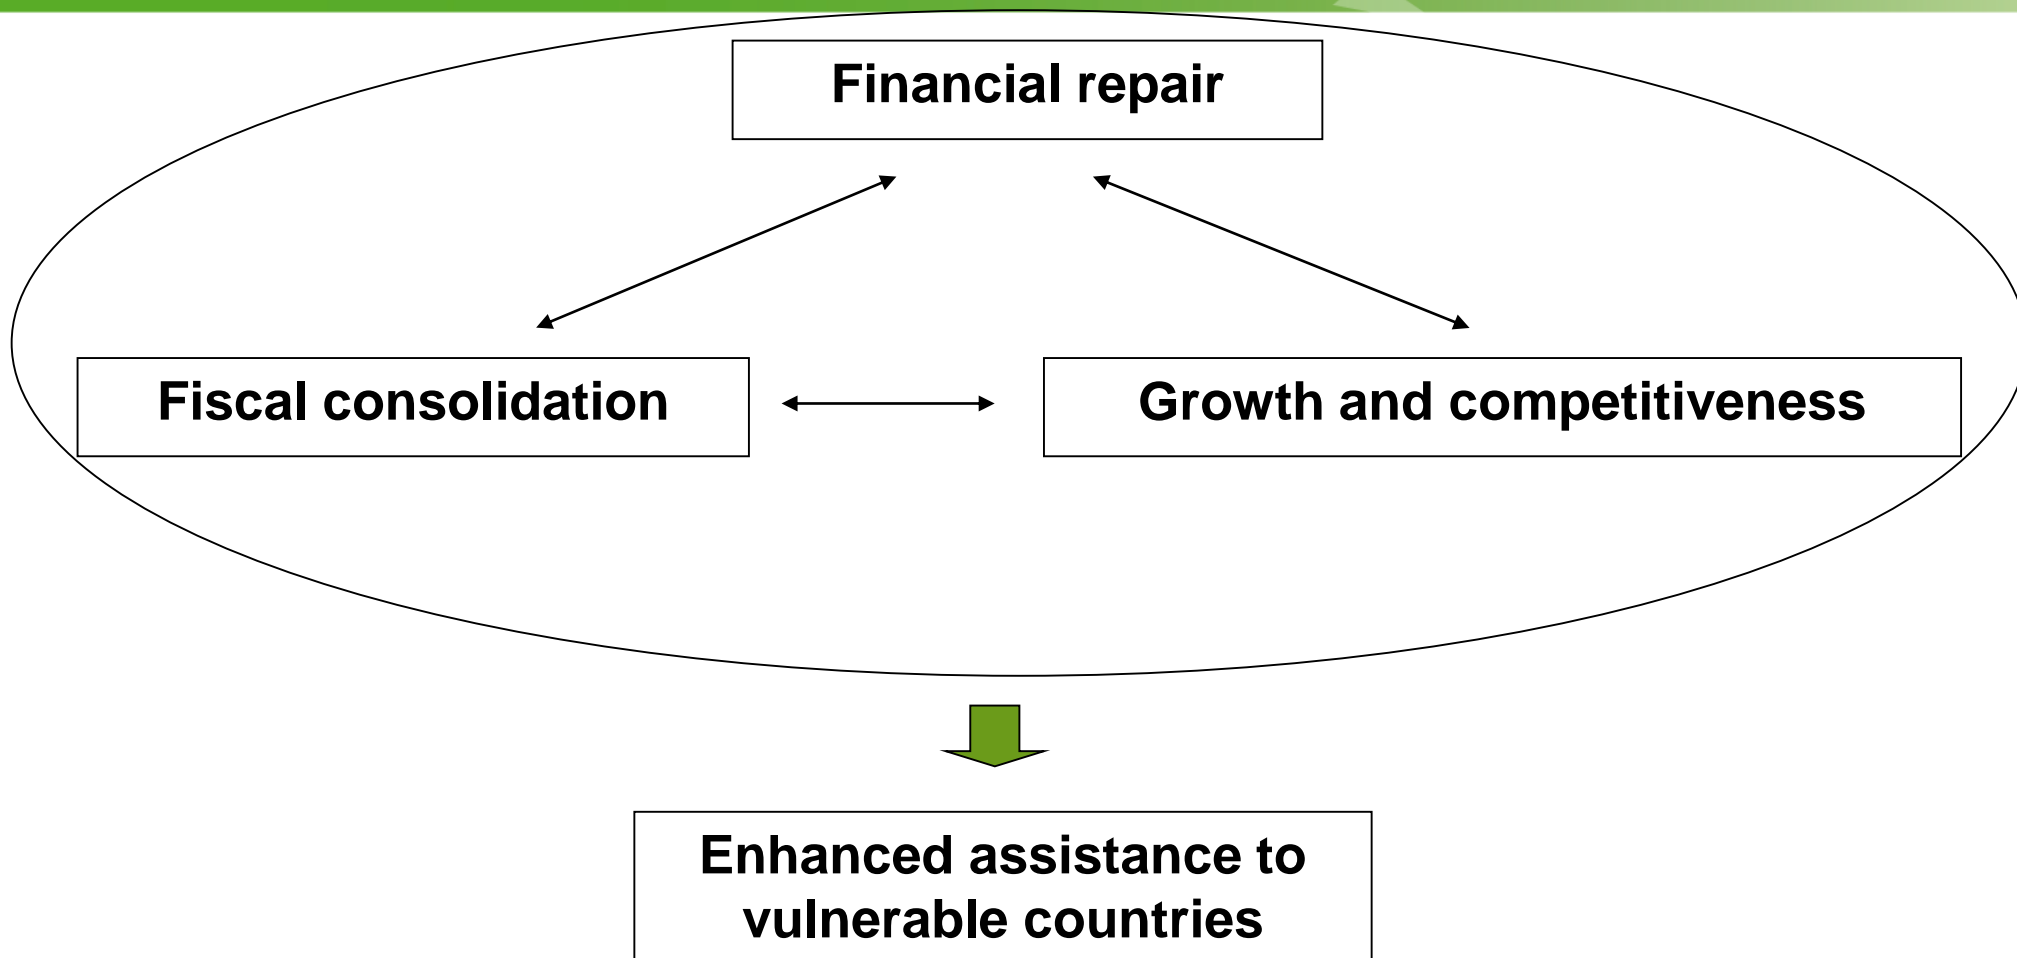 Financial repair
Fiscal consolidation
Growth and competitiveness
Enhanced assistance to
vulnerable countries